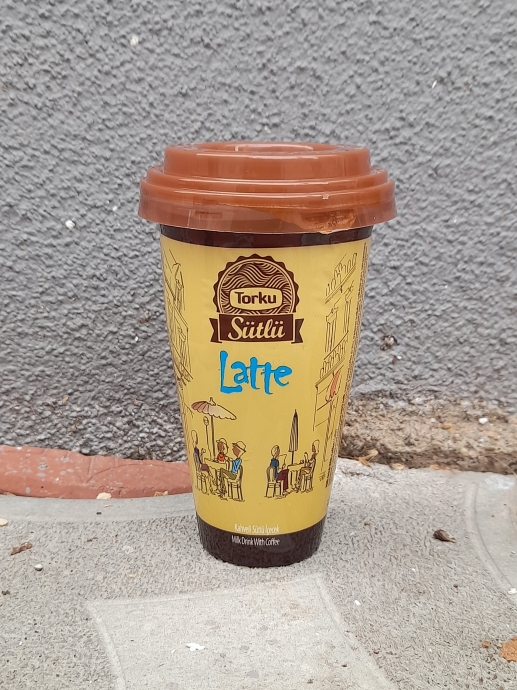 Torku
Sütlü
Latte
Kahveli Sütlü İçecek
Milk Drink With Coffee